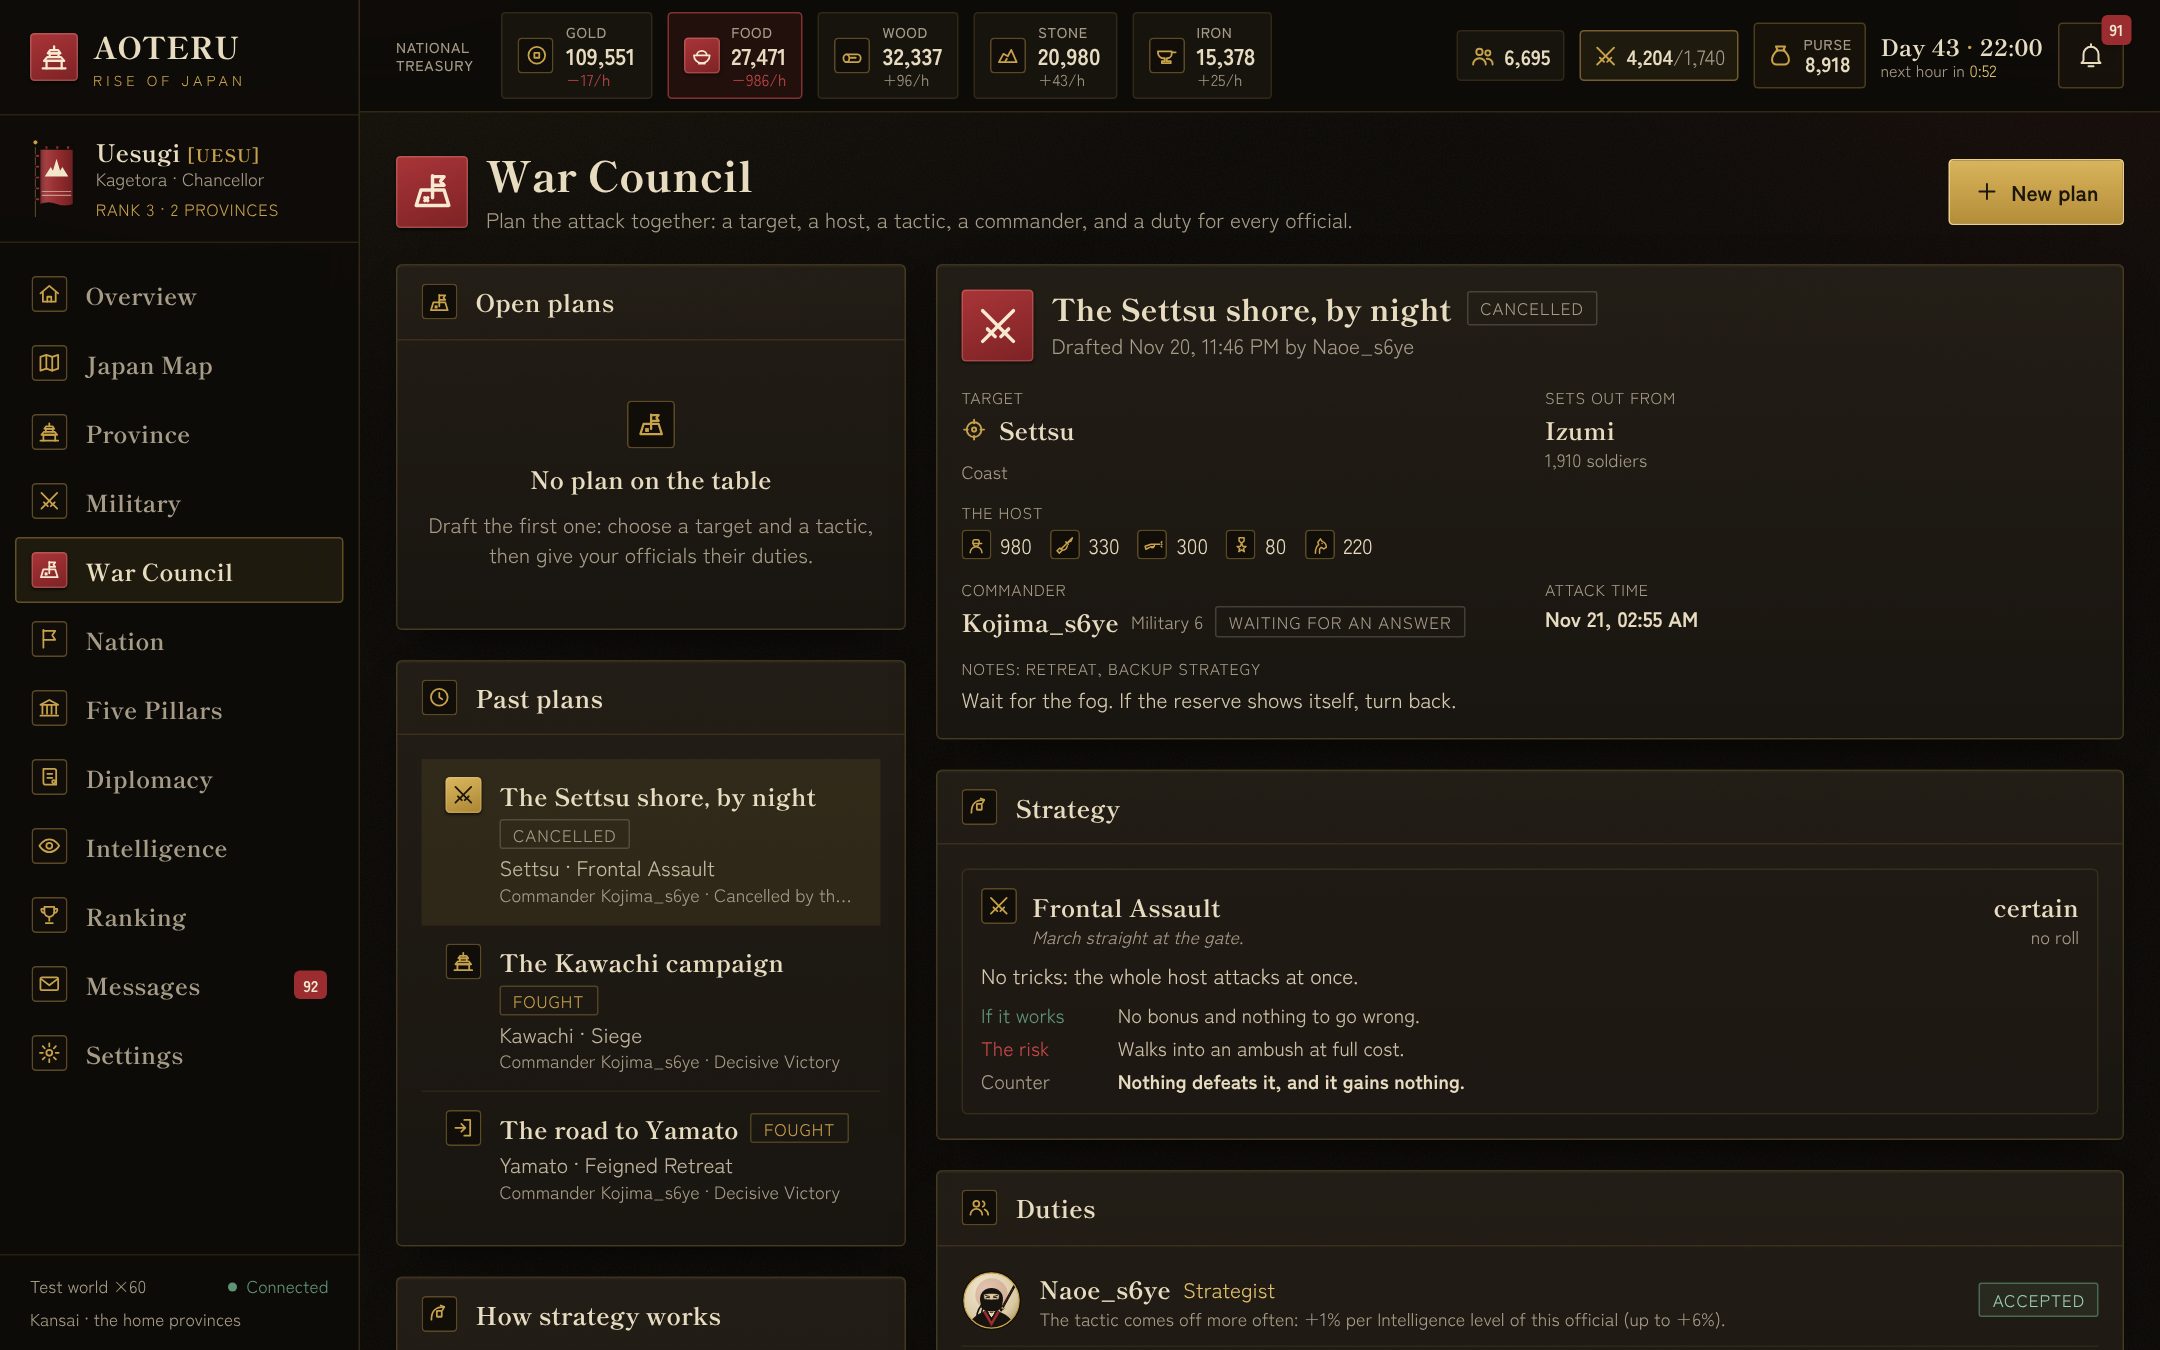 AOTERU
RISE OF JAPAN
Uesugi [UESU]
Kagetora · Chancellor
RANK 3 · 2 PROVINCES
Overview
Japan Map
Province
Military
War Council
Nation
Five Pillars
Diplomacy
Intelligence
Ranking
Messages 92
Settings
Test world ×60 Connected
Kansai · the home provinces
NATIONAL TREASURY
GOLD
109,551
−17/h
FOOD
27,471
−986/h
WOOD
32,337
+96/h
STONE
20,980
+43/h
IRON
15,378
+25/h
6,695
4,204/1,740
PURSE
8,918
Day 43 · 22:00
next hour in 0:52
91
War Council
Plan the attack together: a target, a host, a tactic, a commander, and a duty for every official.
New plan
Open plans
No plan on the table
Draft the first one: choose a target and a tactic,
then give your officials their duties.
Past plans
The Settsu shore, by night
CANCELLED
Settsu · Frontal Assault
Commander Kojima_s6ye · Cancelled by th...
The Kawachi campaign
FOUGHT
Kawachi · Siege
Commander Kojima_s6ye · Decisive Victory
The road to Yamato FOUGHT
Yamato · Feigned Retreat
Commander Kojima_s6ye · Decisive Victory
How strategy works
The Settsu shore, by night CANCELLED
Drafted Nov 20, 11:46 PM by Naoe_s6ye
TARGET
Settsu
Coast
SETS OUT FROM
Izumi
1,910 soldiers
THE HOST
980 330 300 80 220
COMMANDER
Kojima_s6ye Military 6 WAITING FOR AN ANSWER
ATTACK TIME
Nov 21, 02:55 AM
NOTES: RETREAT, BACKUP STRATEGY
Wait for the fog. If the reserve shows itself, turn back.
Strategy
Frontal Assault certain
March straight at the gate. no roll
No tricks: the whole host attacks at once.
If it works No bonus and nothing to go wrong.
The risk Walks into an ambush at full cost.
Counter Nothing defeats it, and it gains nothing.
Duties
Naoe_s6ye Strategist
The tactic comes off more often: +1% per Intelligence level of this official (up to +6%).
ACCEPTED